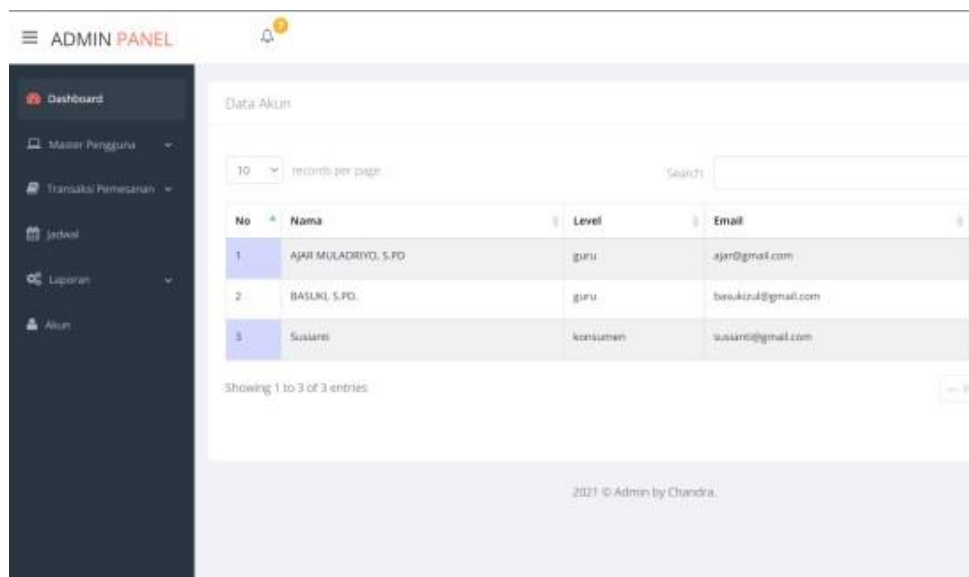 ADMIN PANEL
Dashboard
Master Pengguna
Transaksi Pemesanan
Jadwal
Laporan
Akun
Data Akun
10 records per page Search:
No Nama Level Email
1 AJAR MULADRIYO, S.PD guru ajar@gmail.com
2 BASUKI, S.PD. guru basukizul@gmail.com
3 Susianti konsumen susianti@gmail.com
Showing 1 to 3 of 3 entries
2021 © Admin by Chandra.